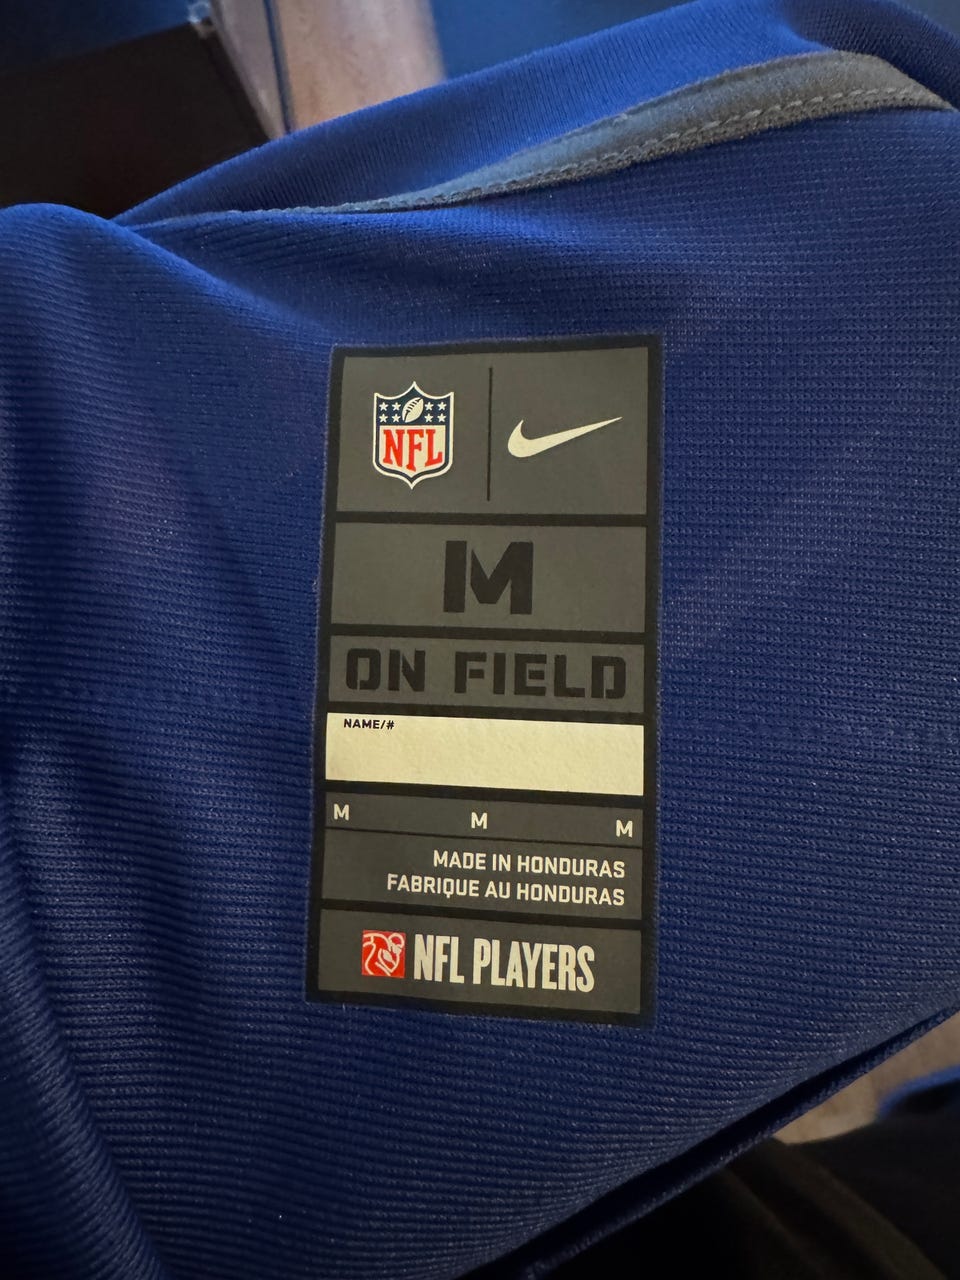 NFL
M
ON FIELD
NAME/#
M M M
MADE IN HONDURAS
FABRIQUE AU HONDURAS
NFL PLAYERS